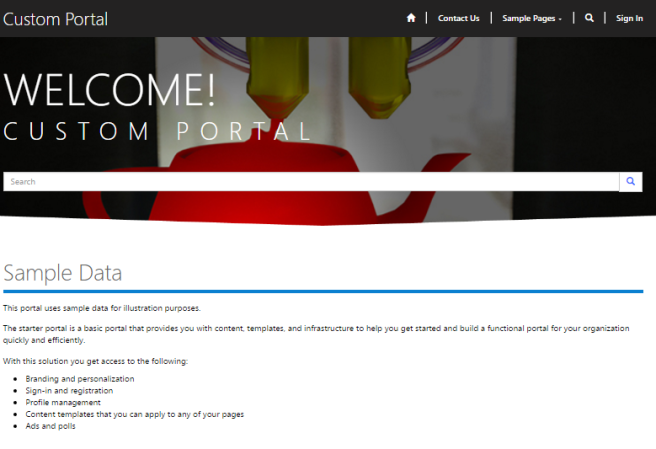 Custom Portal
Contact Us
Sample Pages
Sign In
WELCOME!
CUSTOM PORTAL
Search
Sample Data
This portal uses sample data for illustration purposes.
The starter portal is a basic portal that provides you with content, templates, and infrastructure to help you get started and build a functional portal for your organization
quickly and efficiently.
With this solution you get access to the following:
Branding and personalization
Sign-in and registration
Profile management
Content templates that you can apply to any of your pages
Ads and polls